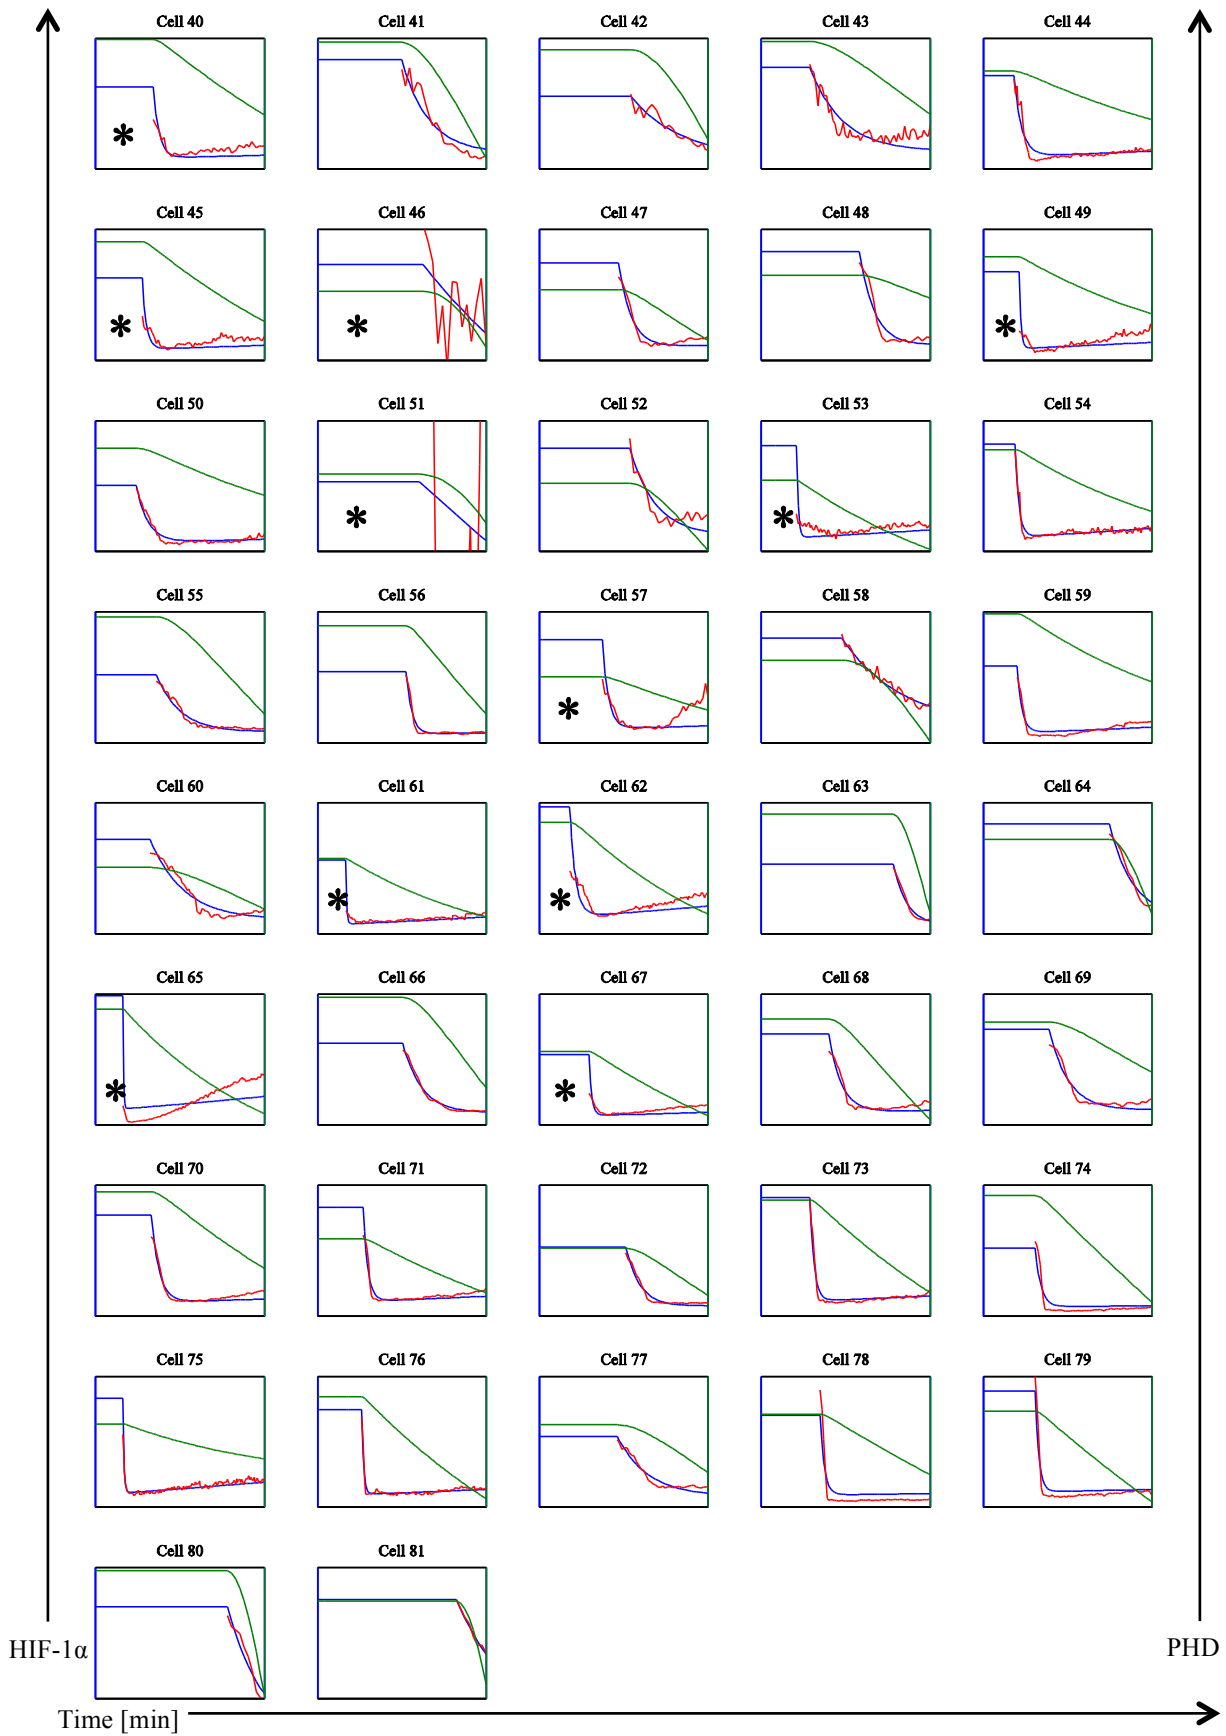 Cell 40 Cell 41 Cell 42 Cell 43 Cell 44
*
Cell 45 Cell 46 Cell 47 Cell 48 Cell 49
* * *
Cell 50 Cell 51 Cell 52 Cell 53 Cell 54
* *
Cell 55 Cell 56 Cell 57 Cell 58 Cell 59
*
Cell 60 Cell 61 Cell 62 Cell 63 Cell 64
* *
Cell 65 Cell 66 Cell 67 Cell 68 Cell 69
* *
Cell 70 Cell 71 Cell 72 Cell 73 Cell 74
Cell 75 Cell 76 Cell 77 Cell 78 Cell 79
Cell 80 Cell 81
HIF-1α PHD
Time [min]